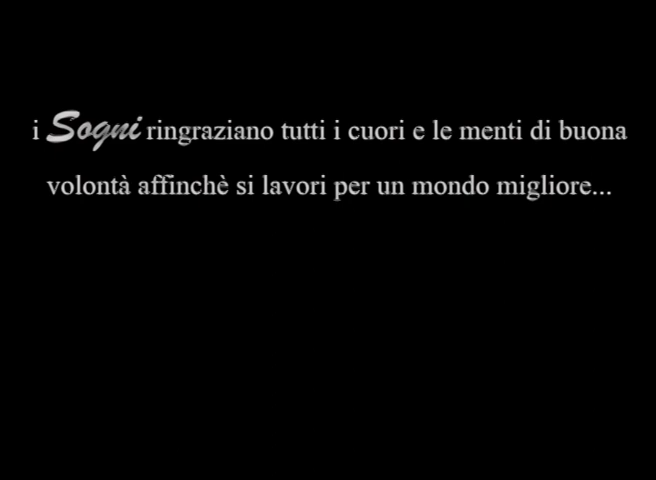 i Sogni ringraziano tutti i cuori e le menti di buona
volontà affinchè si lavori per un mondo migliore...